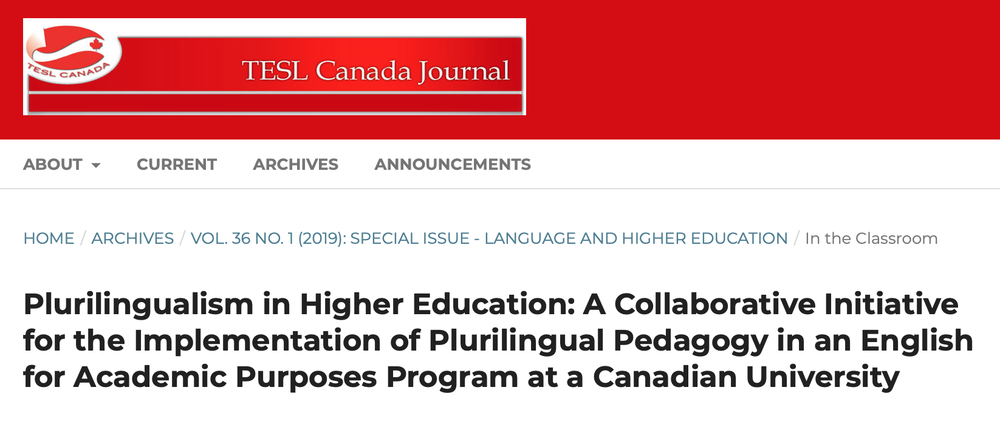 TESL CANADA
TESL Canada Journal
ABOUT CURRENT ARCHIVES ANNOUNCEMENTS
HOME / ARCHIVES / VOL. 36 NO. 1 (2019): SPECIAL ISSUE - LANGUAGE AND HIGHER EDUCATION / In the Classroom
Plurilingualism in Higher Education: A Collaborative Initiative
for the Implementation of Plurilingual Pedagogy in an English
for Academic Purposes Program at a Canadian University